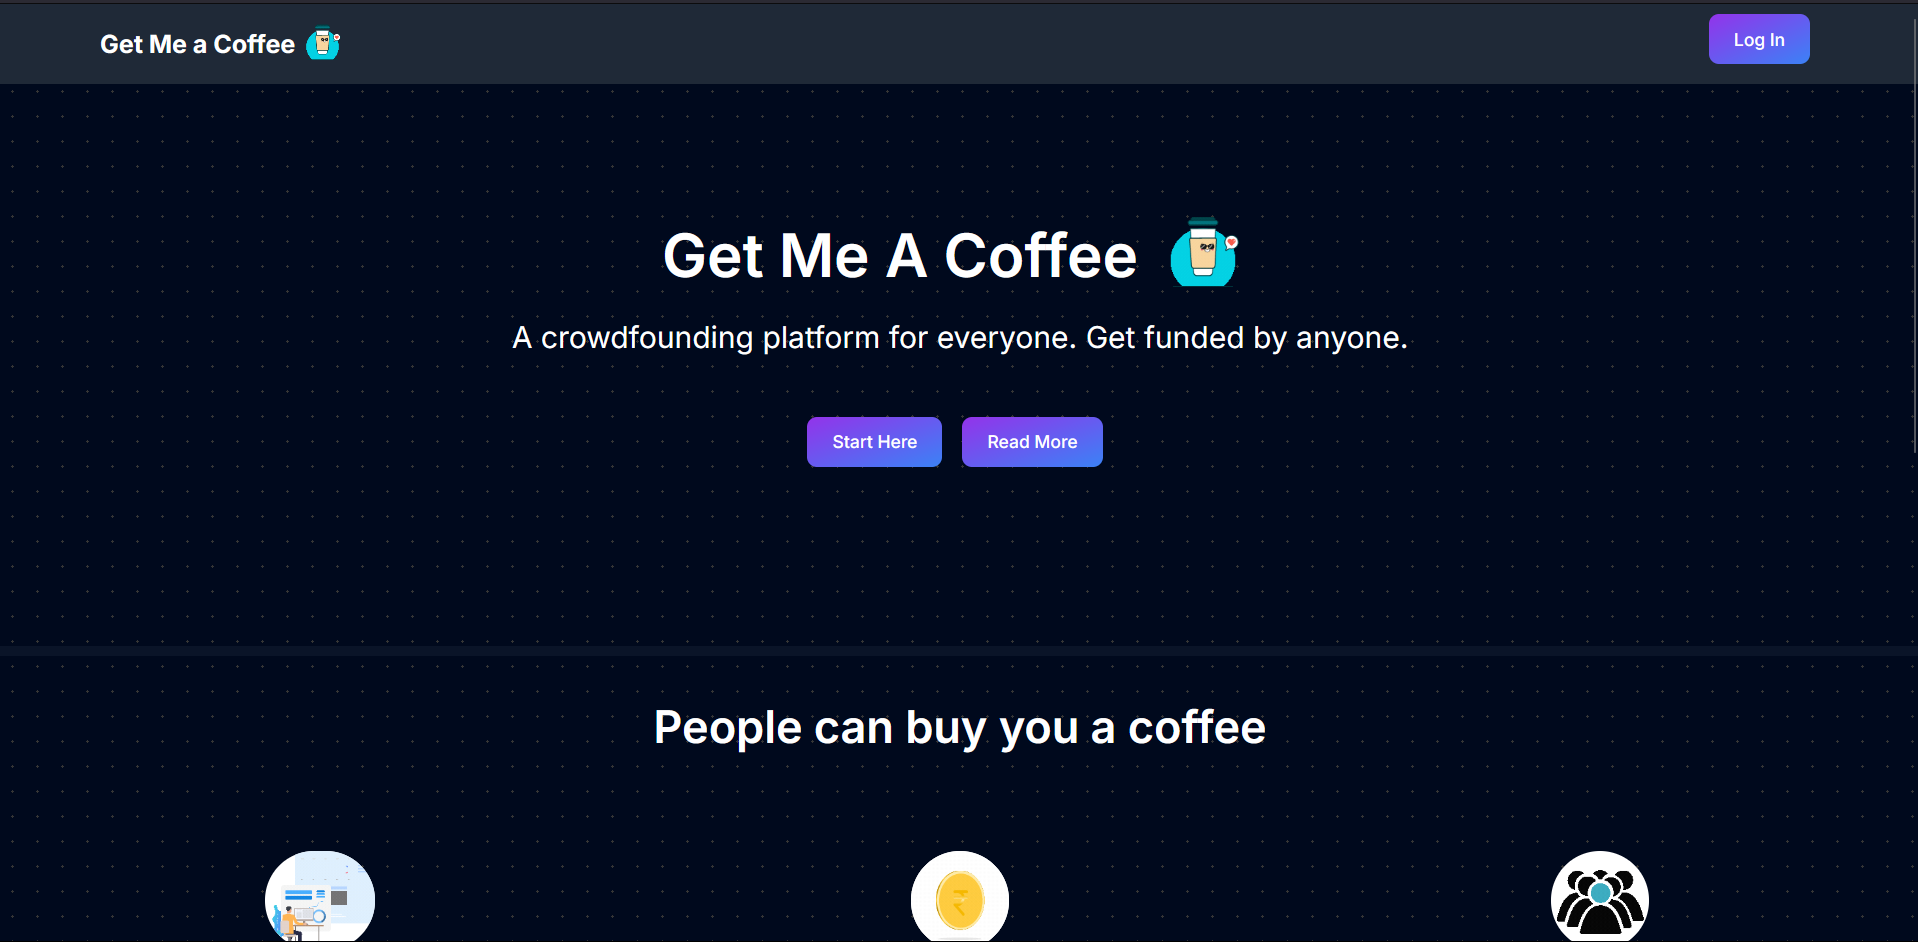 Get Me a Coffee
Log In
Get Me A Coffee
A crowdfounding platform for everyone. Get funded by anyone.
Start Here
Read More
People can buy you a coffee
₹